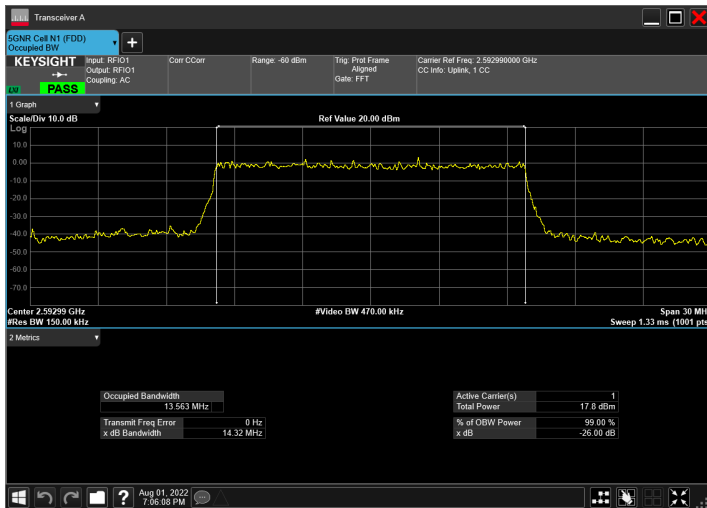 Transceiver A
5GNR Cell N1 (FDD)
Occupied BW
KEYSIGHT
LXI
PASS
Input: RFIO1
Output: RFIO1
Coupling: AC
Corr CCorr
Range: -60 dBm
Trig: Prot Frame
Aligned
Gate: FFT
Carrier Ref Freq: 2.592990000 GHz
CC Info: Uplink, 1 CC
1 Graph
Scale/Div 10.0 dB
Ref Value 20.00 dBm
Log
10.0
0.00
-10.0
-20.0
-30.0
-40.0
-50.0
-60.0
-70.0
Center 2.59299 GHz
#Video BW 470.00 kHz
Span 30 MH
#Res BW 150.00 kHz
Sweep 1.33 ms (1001 pts
2 Metrics
Occupied Bandwidth
13.563 MHz
Transmit Freq Error 0 Hz
x dB Bandwidth 14.32 MHz
Active Carrier(s) 1
Total Power 17.8 dBm
% of OBW Power 99.00 %
x dB -26.00 dB
?
Aug 01, 2022
7:06:08 PM